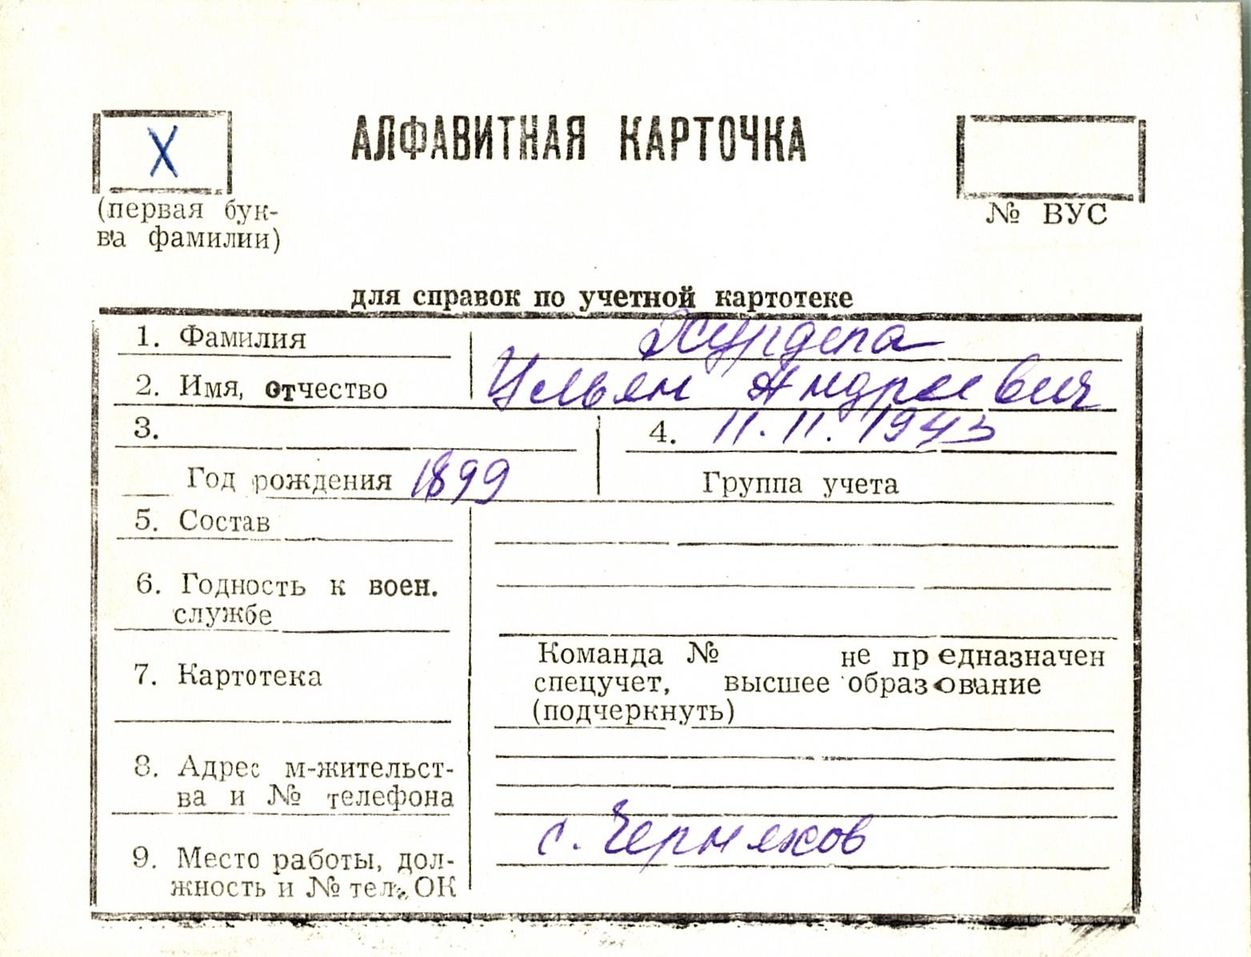 Х
АЛФАВИТНАЯ КАРТОЧКА
(первая бук-
ва фамилии)
№ ВУС
для справок по учетной картотеке
1. Фамилия Хурдепа
2. Имя, отчество Ульян Андреевич
3.
4. 11.11.1943
Год рождения 1899
Группа учета
5. Состав
6. Годность к воен.
службе
7. Картотека
Команда № не предназначен
спецучет, высшее образование
(подчеркнуть)
8. Адрес м-жительст-
ва и № телефона
с. Черняхов
9. Место работы, дол-
жность и № тел. ОК